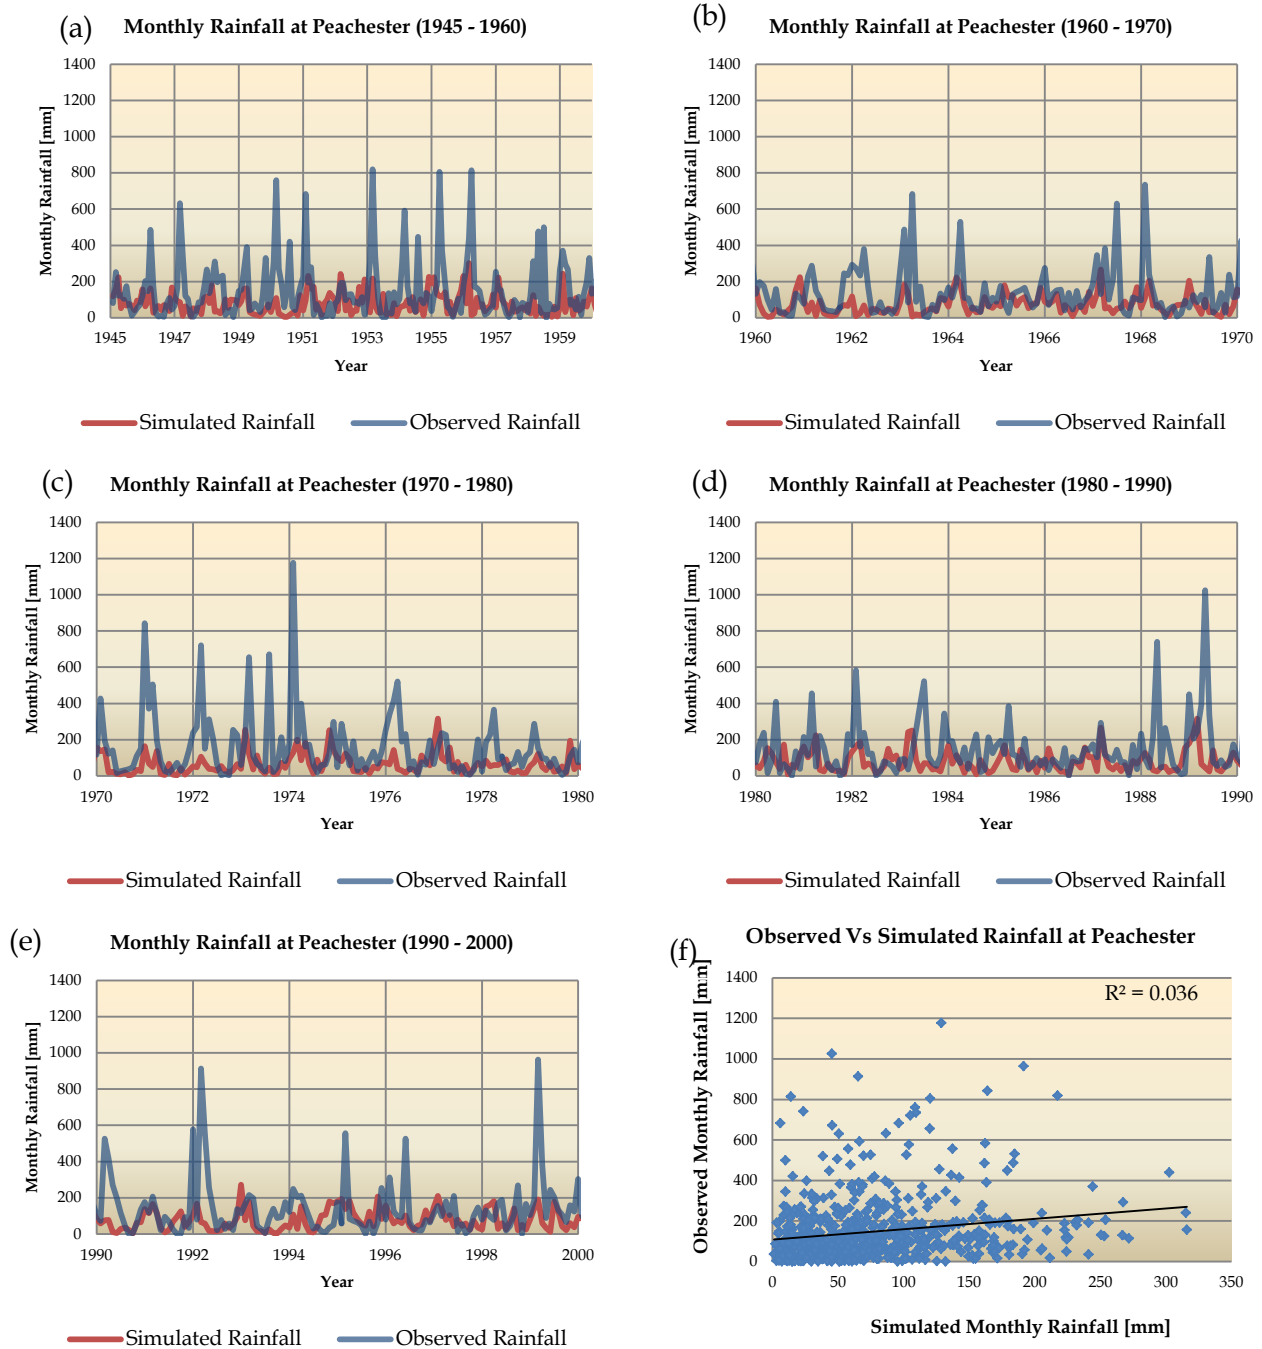 (a) Monthly Rainfall at Peachester (1945 - 1960)
Monthly Rainfall [mm]
1400
1200
1000
800
600
400
200
0
1945 1947 1949 1951 1953 1955 1957 1959
Year
Simulated Rainfall Observed Rainfall
(b) Monthly Rainfall at Peachester (1960 - 1970)
Monthly Rainfall [mm]
1400
1200
1000
800
600
400
200
0
1960 1962 1964 1966 1968 1970
Year
Simulated Rainfall Observed Rainfall
(c) Monthly Rainfall at Peachester (1970 - 1980)
Monthly Rainfall [mm]
1400
1200
1000
800
600
400
200
0
1970 1972 1974 1976 1978 1980
Year
Simulated Rainfall Observed Rainfall
(d) Monthly Rainfall at Peachester (1980 - 1990)
Monthly Rainfall [mm]
1400
1200
1000
800
600
400
200
0
1980 1982 1984 1986 1988 1990
Year
Simulated Rainfall Observed Rainfall
(e) Monthly Rainfall at Peachester (1990 - 2000)
Monthly Rainfall [mm]
1400
1200
1000
800
600
400
200
0
1990 1992 1994 1996 1998 2000
Year
Simulated Rainfall Observed Rainfall
(f) Observed Vs Simulated Rainfall at Peachester
Observed Monthly Rainfall [mm]
1400
1200
1000
800
600
400
200
0
R² = 0.036
0 50 100 150 200 250 300 350
Simulated Monthly Rainfall [mm]